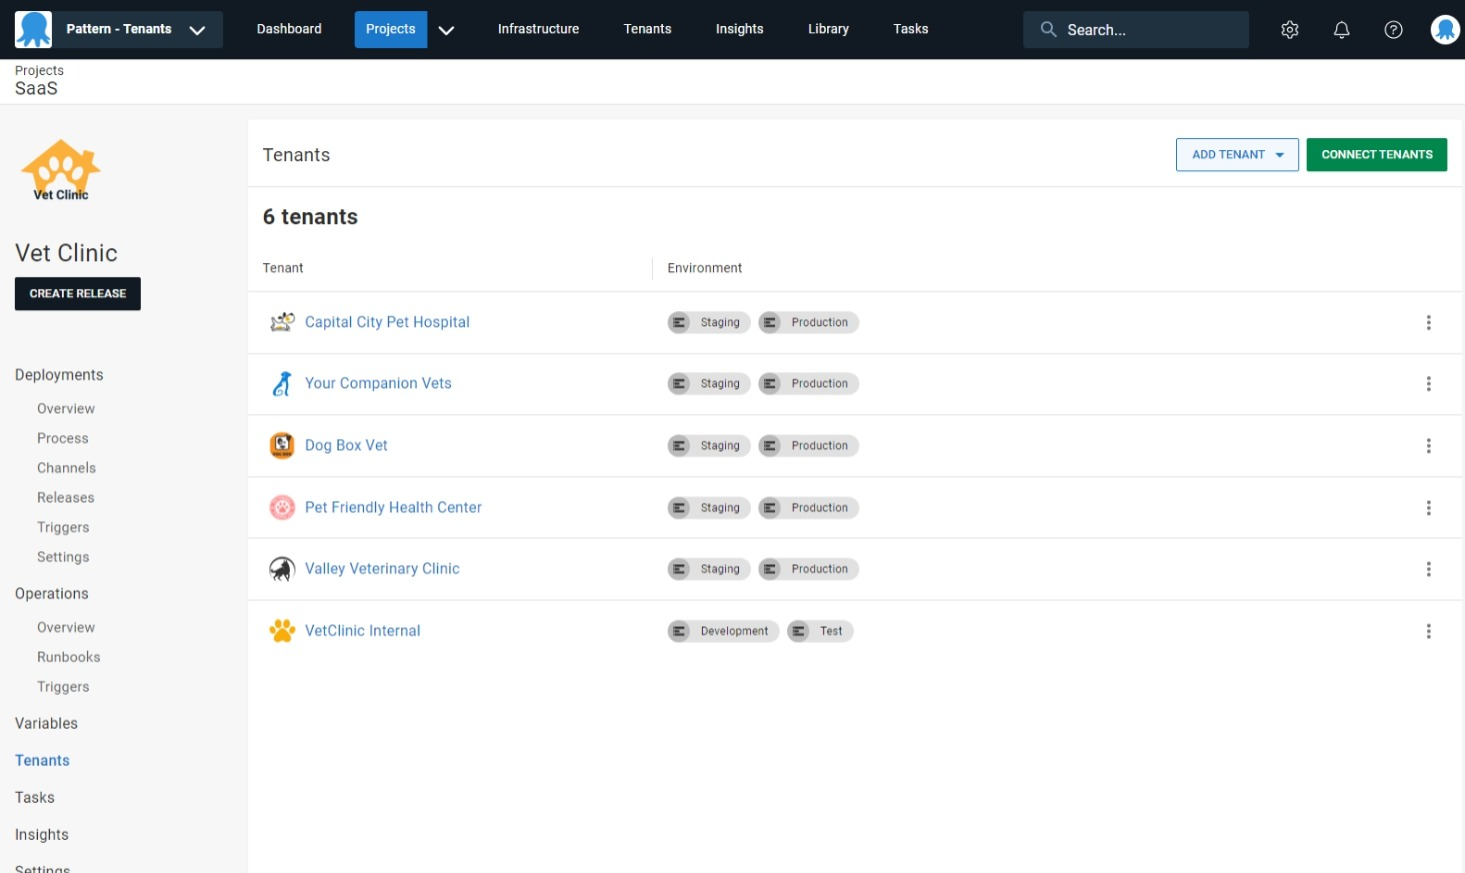 Pattern - Tenants
Dashboard
Projects
Infrastructure
Tenants
Insights
Library
Tasks
Search...
Projects
SaaS
Vet Clinic
Vet Clinic
CREATE RELEASE
Deployments
Overview
Process
Channels
Releases
Triggers
Settings
Operations
Overview
Runbooks
Triggers
Variables
Tenants
Tasks
Insights
Settings
Tenants
ADD TENANT
CONNECT TENANTS
6 tenants
Tenant Environment
Capital City Pet Hospital Staging Production
Your Companion Vets Staging Production
Dog Box Vet Staging Production
Pet Friendly Health Center Staging Production
Valley Veterinary Clinic Staging Production
VetClinic Internal Development Test